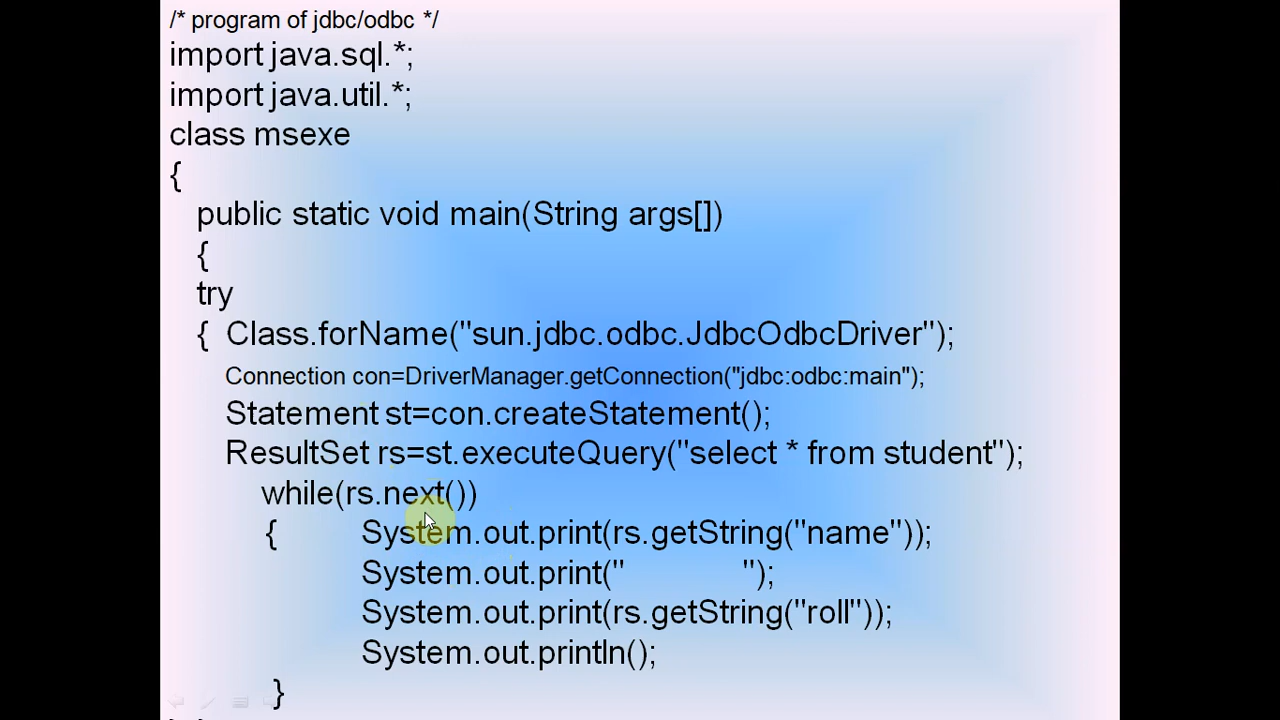 /* program of jdbc/odbc */
import java.sql.*;
import java.util.*;
class msexe
{
public static void main(String args[])
{
try
{ Class.forName("sun.jdbc.odbc.JdbcOdbcDriver");
Connection con=DriverManager.getConnection("jdbc:odbc:main");
Statement st=con.createStatement();
ResultSet rs=st.executeQuery("select * from student");
while(rs.next())
{ System.out.print(rs.getString("name"));
System.out.print(" ");
System.out.print(rs.getString("roll"));
System.out.println();
}